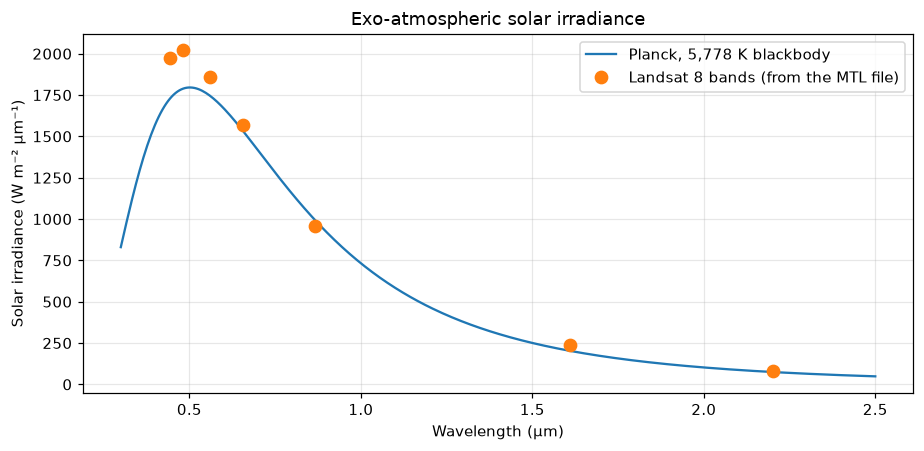 Exo-atmospheric solar irradiance
Planck, 5,778 K blackbody
Landsat 8 bands (from the MTL file)
Solar irradiance (W m⁻² µm⁻¹)
2000
1750
1500
1250
1000
750
500
250
0
0.5
1.0
1.5
2.0
2.5
Wavelength (µm)